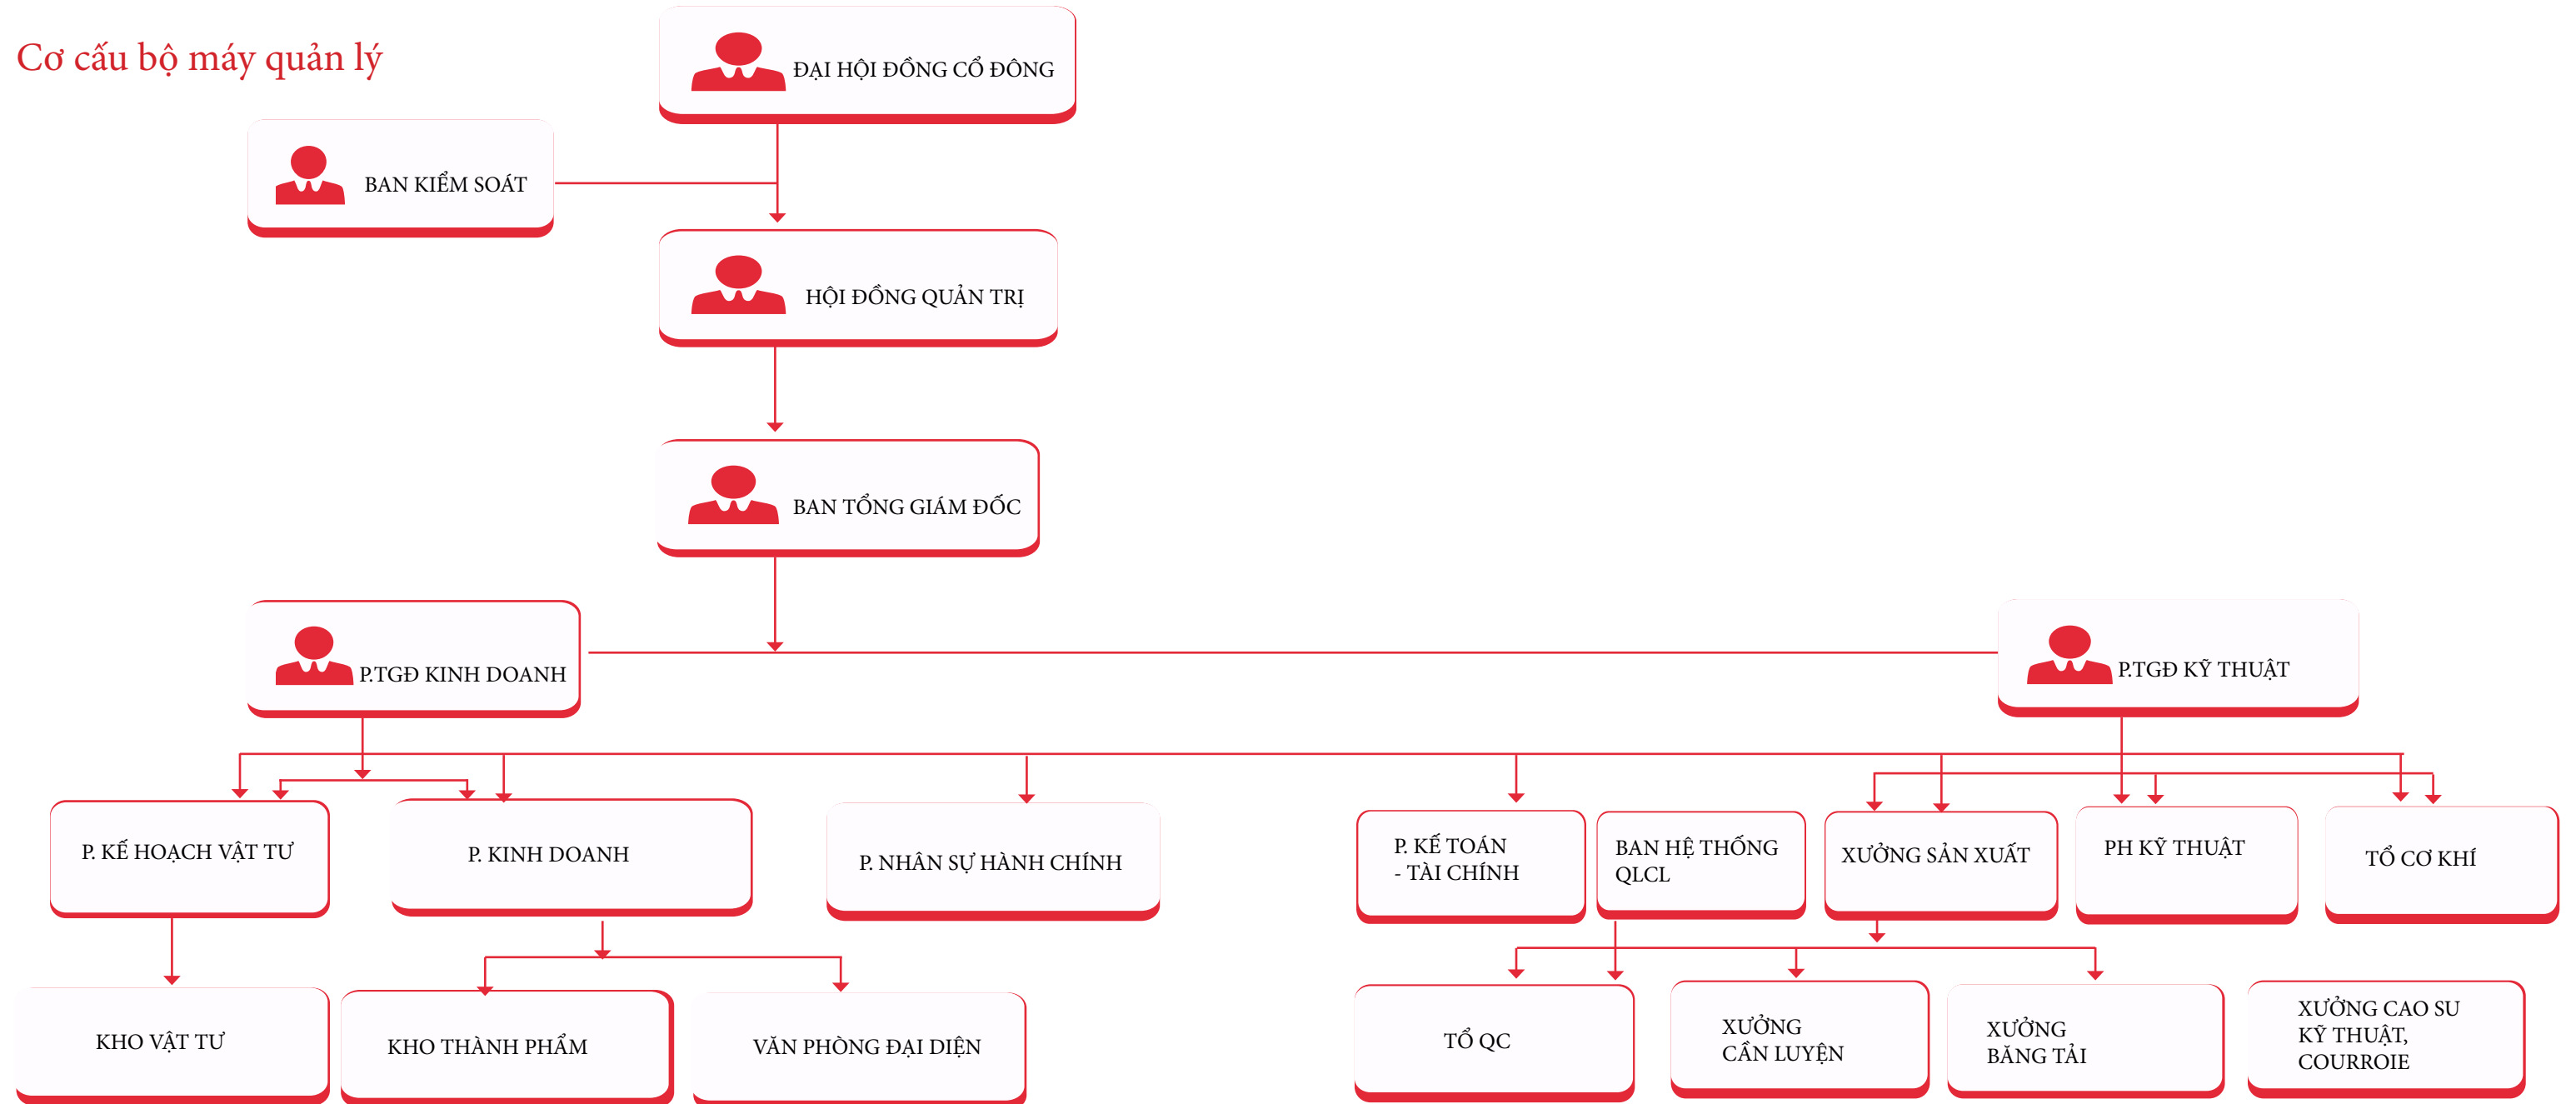 Cơ cấu bộ máy quản lý
ĐẠI HỘI ĐỒNG CỔ ĐÔNG
BAN KIỂM SOÁT
HỘI ĐỒNG QUẢN TRỊ
BAN TỔNG GIÁM ĐỐC
P.TGĐ KINH DOANH
P.TGĐ KỸ THUẬT
P. KẾ HOẠCH VẬT TƯ
P. KINH DOANH
P. NHÂN SỰ HÀNH CHÍNH
P. KẾ TOÁN
- TÀI CHÍNH
BAN HỆ THỐNG
QLCL
XƯỞNG SẢN XUẤT
PH KỸ THUẬT
TỔ CƠ KHÍ
KHO VẬT TƯ
KHO THÀNH PHẨM
VĂN PHÒNG ĐẠI DIỆN
TỔ QC
XƯỞNG
CẦN LUYỆN
XƯỞNG
BĂNG TẢI
XƯỞNG CAO SU
KỸ THUẬT,
COURROIE